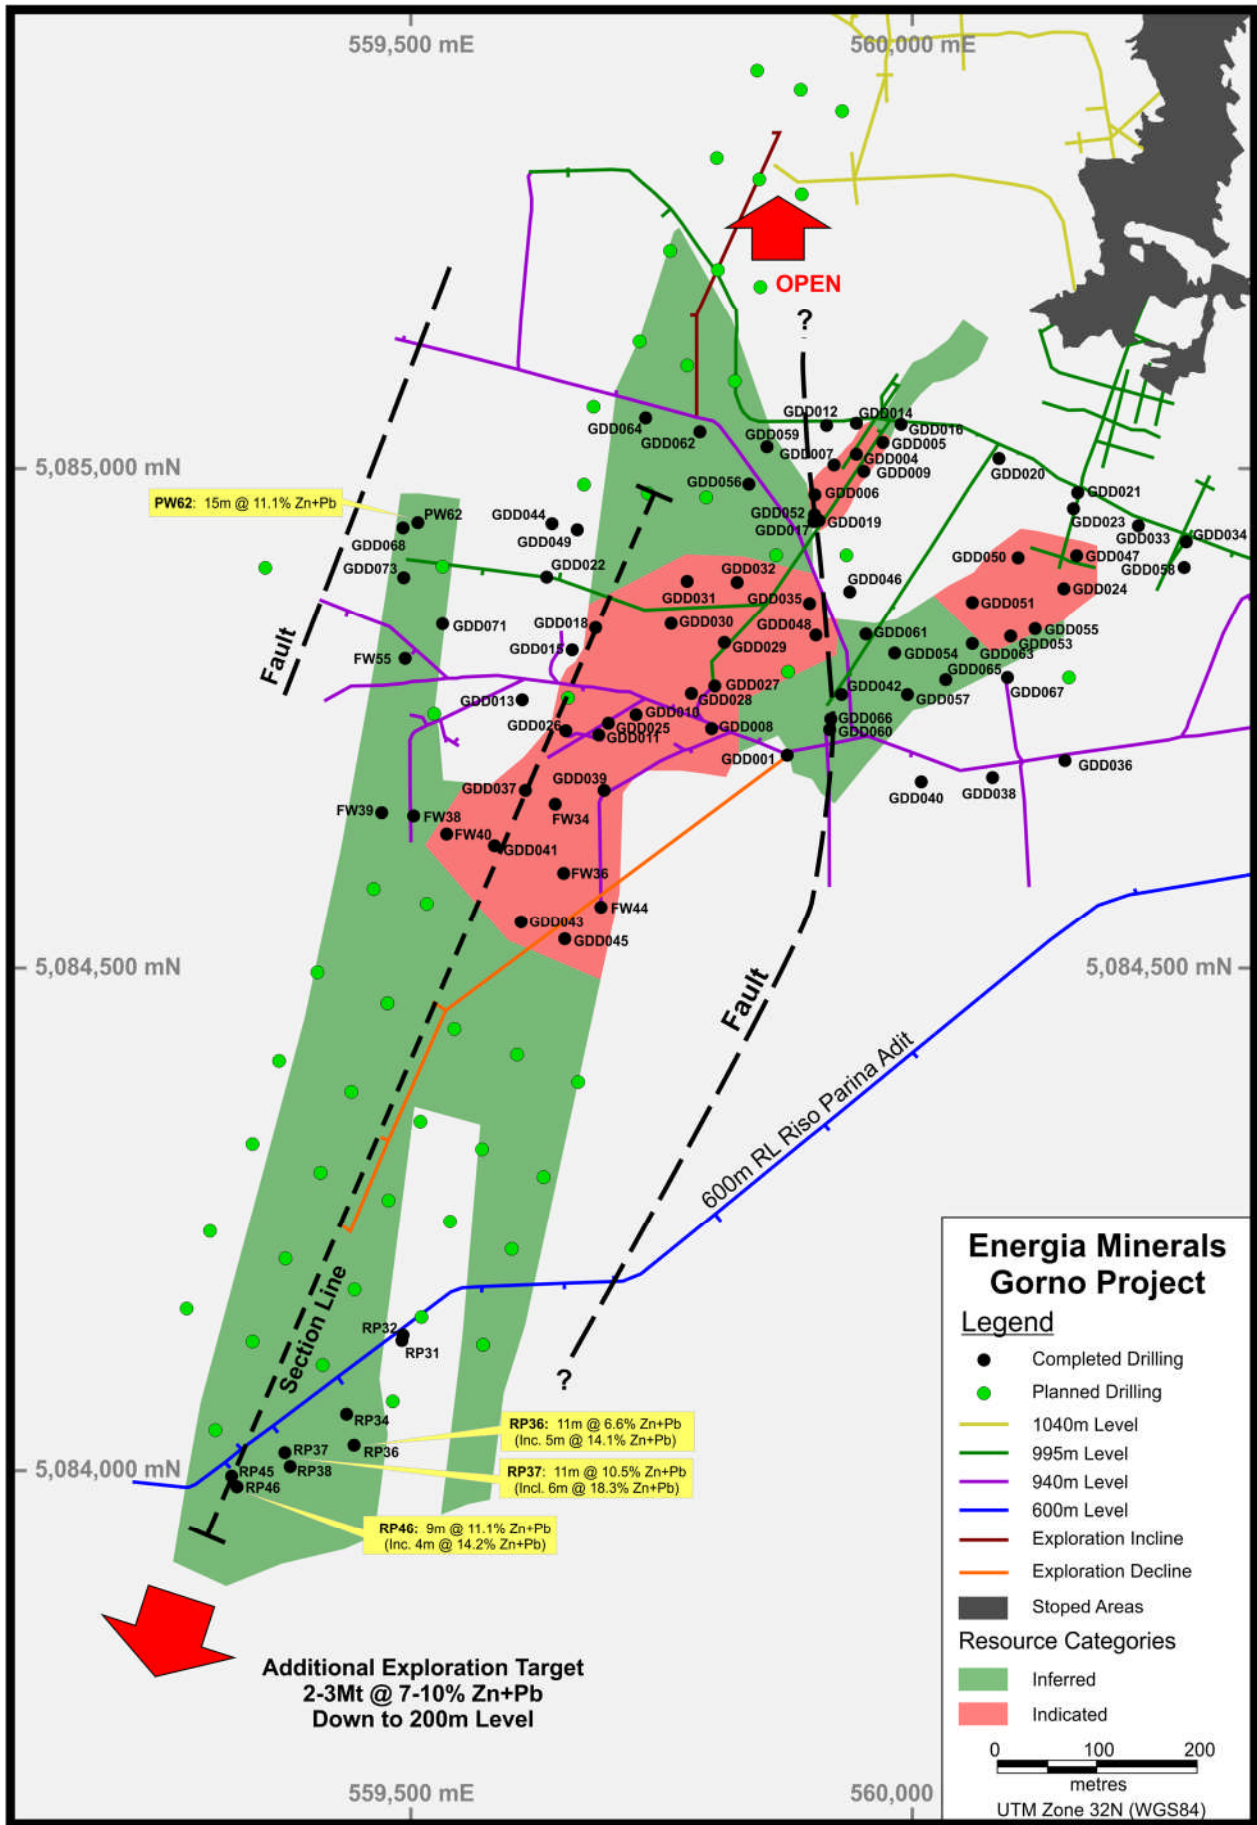 559,500 mE
560,000 mE
OPEN
?
GDD012
GDD014
GDD064
GDD062
GDD059
GDD016
GDD005
GDD007
GDD004
GDD009
GDD020
5,085,000 mN
GDD056
GDD006
GDD021
PW62: 15m @ 11.1% Zn+Pb
PW62
GDD044
GDD052
GDD017
GDD019
GDD023
GDD033
GDD034
GDD068
GDD049
GDD050
GDD047
GDD058
GDD073
GDD022
GDD031
GDD032
GDD035
GDD046
GDD024
GDD051
GDD071
GDD018
GDD030
GDD048
GDD061
GDD055
GDD015
GDD029
GDD054
GDD063
GDD053
Fault
FW55
GDD065
GDD067
GDD027
GDD042
GDD013
GDD028
GDD057
GDD010
GDD026
GDD025
GDD011
GDD008
GDD066
GDD060
GDD001
GDD036
GDD037
GDD039
GDD040
GDD038
FW39
FW38
FW34
FW40
GDD041
FW36
FW44
GDD043
GDD045
5,084,500 mN
5,084,500 mN
Fault
600m RL Riso Parina Adit
Section Line
RP32
RP31
?
RP34
RP36
RP36: 11m @ 6.6% Zn+Pb
(Inc. 5m @ 14.1% Zn+Pb)
RP37
RP38
RP37: 11m @ 10.5% Zn+Pb
(Incl. 6m @ 18.3% Zn+Pb)
5,084,000 mN
RP45
RP46
RP46: 9m @ 11.1% Zn+Pb
(Inc. 4m @ 14.2% Zn+Pb)
Additional Exploration Target
2-3Mt @ 7-10% Zn+Pb
Down to 200m Level
559,500 mE
560,000
Energia Minerals
Gorno Project
Legend
Completed Drilling
Planned Drilling
1040m Level
995m Level
940m Level
600m Level
Exploration Incline
Exploration Decline
Stoped Areas
Resource Categories
Inferred
Indicated
0 100 200
metres
UTM Zone 32N (WGS84)